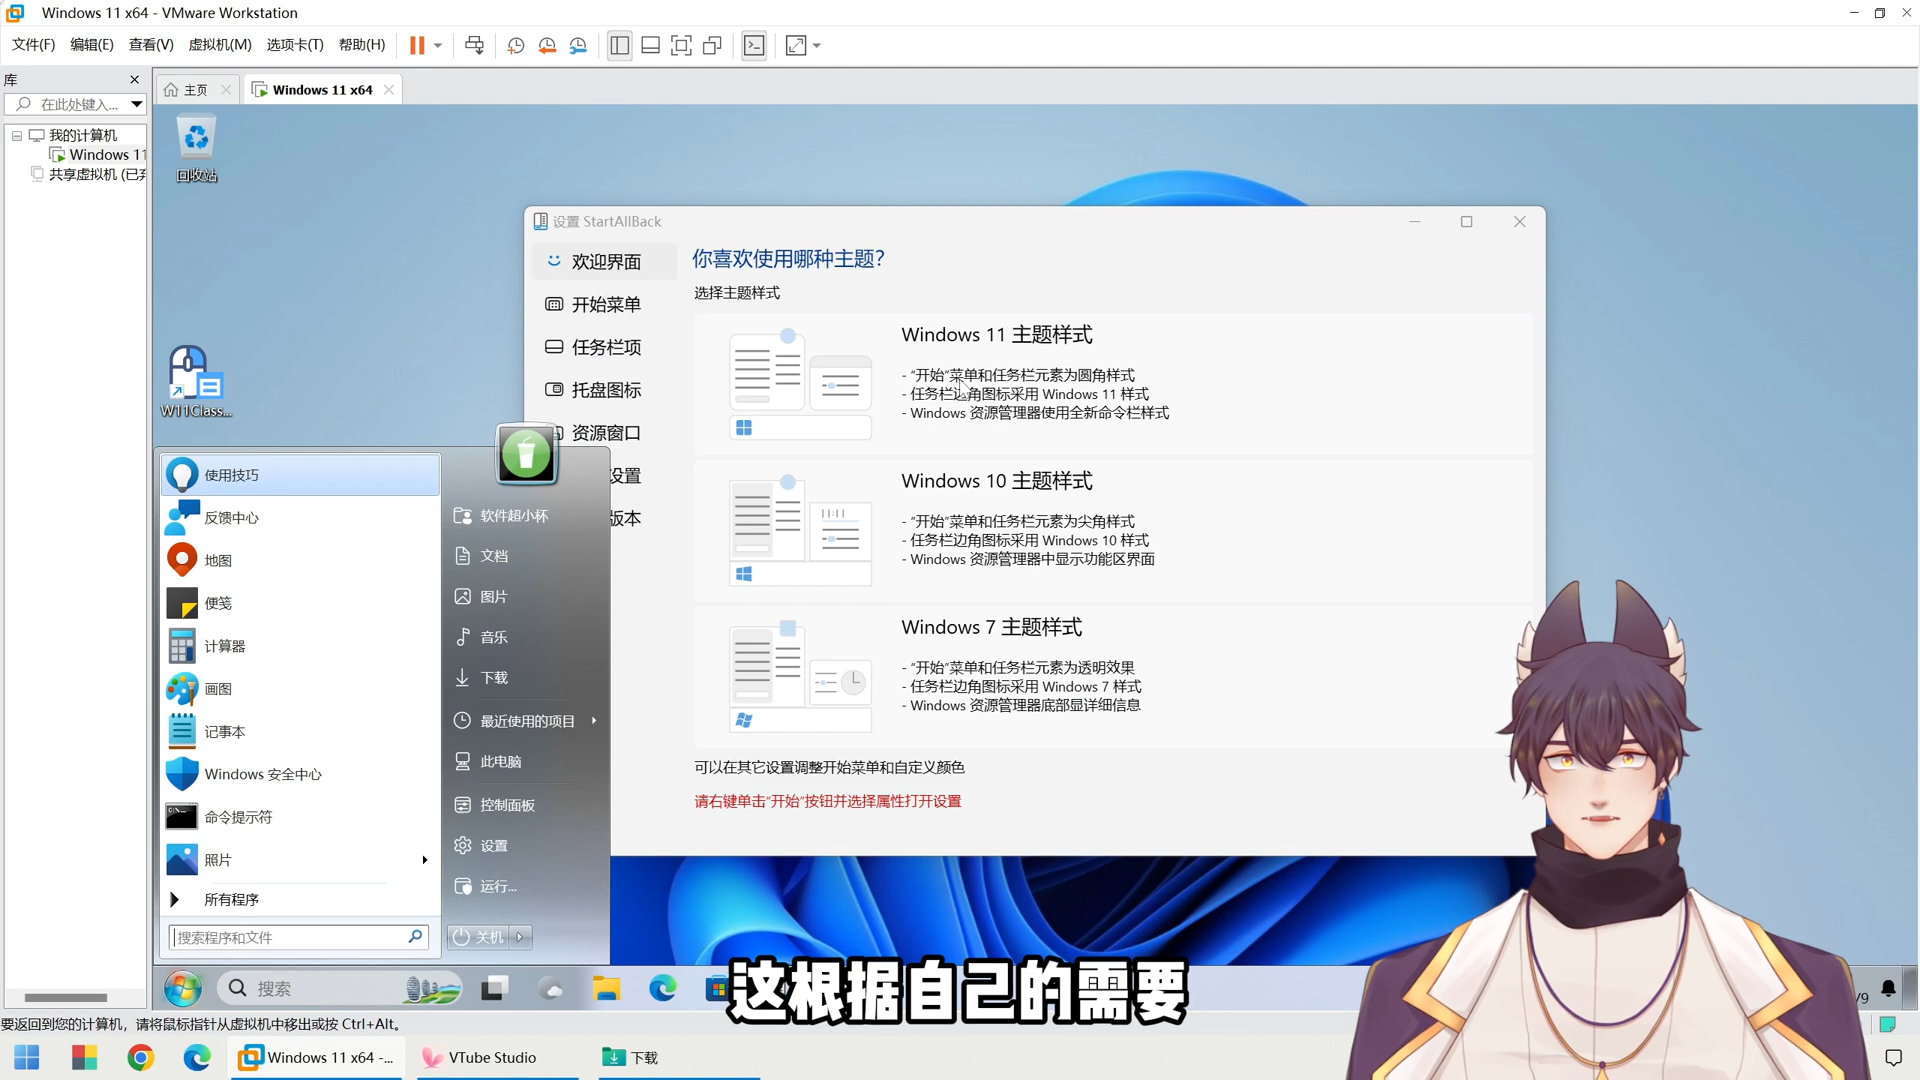 Windows 11 x64 - VMware Workstation
文件(F) 编辑(E) 查看(V) 虚拟机(M) 选项卡(T) 帮助(H)
库
在此处键入...
我的计算机
Windows 11
共享虚拟机 (已
主页
Windows 11 x64
回收站
W11Class...
设置 StartAllBack
欢迎界面
开始菜单
任务栏项
托盘图标
资源窗口
设置
版本
你喜欢使用哪种主题?
选择主题样式
Windows 11 主题样式
- “开始”菜单和任务栏元素为圆角样式
- 任务栏边角图标采用 Windows 11 样式
- Windows 资源管理器使用全新命令栏样式
Windows 10 主题样式
- “开始”菜单和任务栏元素为尖角样式
- 任务栏边角图标采用 Windows 10 样式
- Windows 资源管理器中显示功能区界面
Windows 7 主题样式
- “开始”菜单和任务栏元素为透明效果
- 任务栏边角图标采用 Windows 7 样式
- Windows 资源管理器底部显详细信息
可以在其它设置调整开始菜单和自定义颜色
请右键单击“开始”按钮并选择属性打开设置
使用技巧
反馈中心
地图
便笺
计算器
画图
记事本
Windows 安全中心
命令提示符
照片
所有程序
搜索程序和文件
软件超小杯
文档
图片
音乐
下载
最近使用的项目
此电脑
控制面板
设置
运行...
关机
搜索
/9
这根据自己的需要
要返回到您的计算机，请将鼠标指针从虚拟机中移出或按 Ctrl+Alt。
Windows 11 x64 -...
VTube Studio
下载